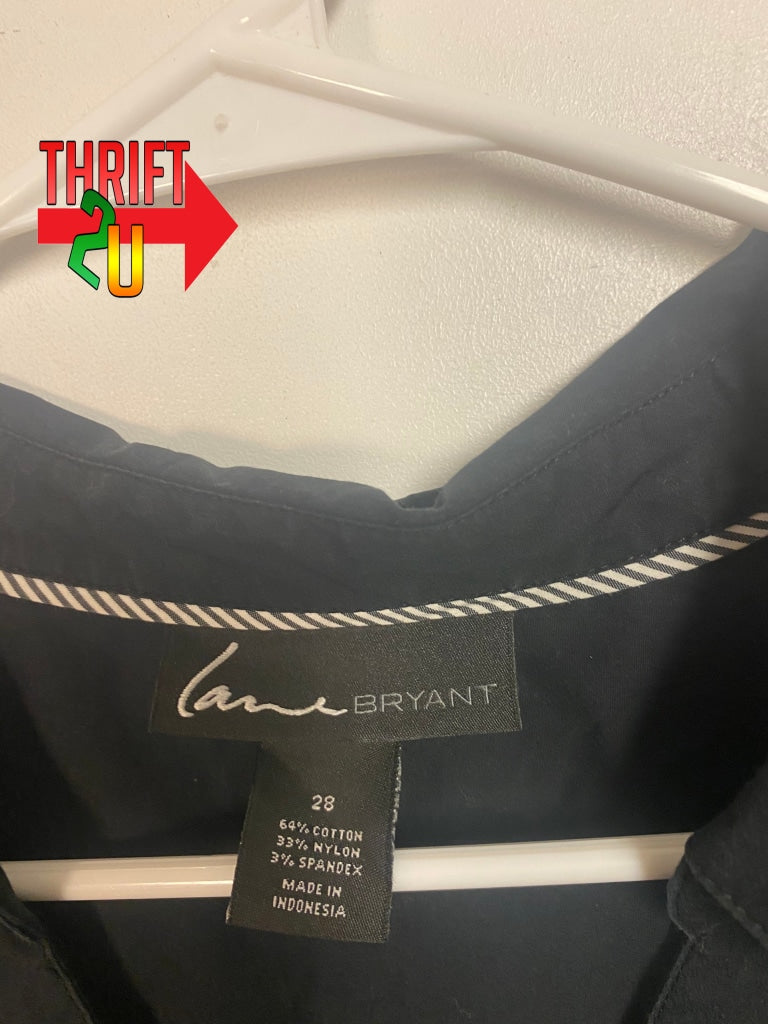 THRIFT
2U
Lane BRYANT
28
64% COTTON
33% NYLON
3% SPANDEX
MADE IN
INDONESIA